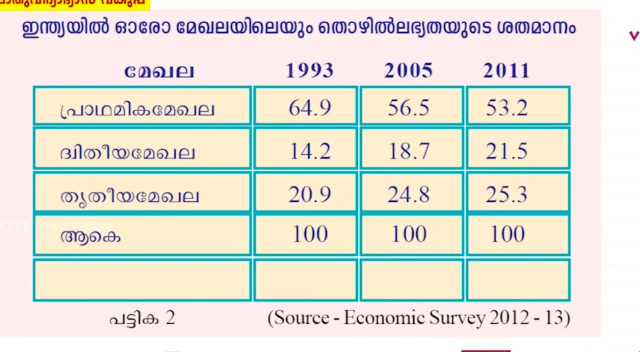 ഇന്ത്യയിൽ ഓരോ മേഖലയിലെയും തൊഴിൽലഭ്യതയുടെ ശതമാനം
മേഖല 1993 2005 2011
പ്രാഥമികമേഖല 64.9 56.5 53.2
ദ്വിതീയമേഖല 14.2 18.7 21.5
തൃതീയമേഖല 20.9 24.8 25.3
ആകെ 100 100 100
പട്ടിക 2 (Source - Economic Survey 2012 - 13)